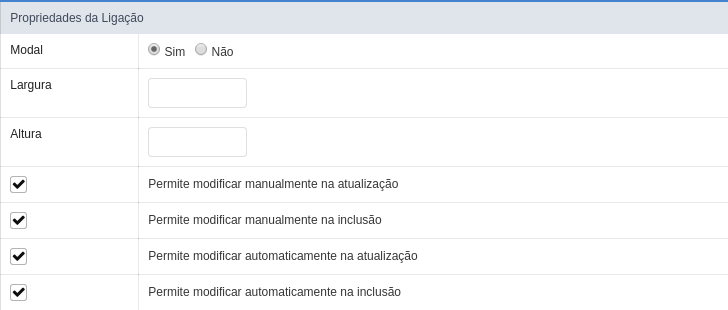 Propriedades da Ligação
Modal Sim Não
Largura
Altura
Permite modificar manualmente na atualização
Permite modificar manualmente na inclusão
Permite modificar automaticamente na atualização
Permite modificar automaticamente na inclusão